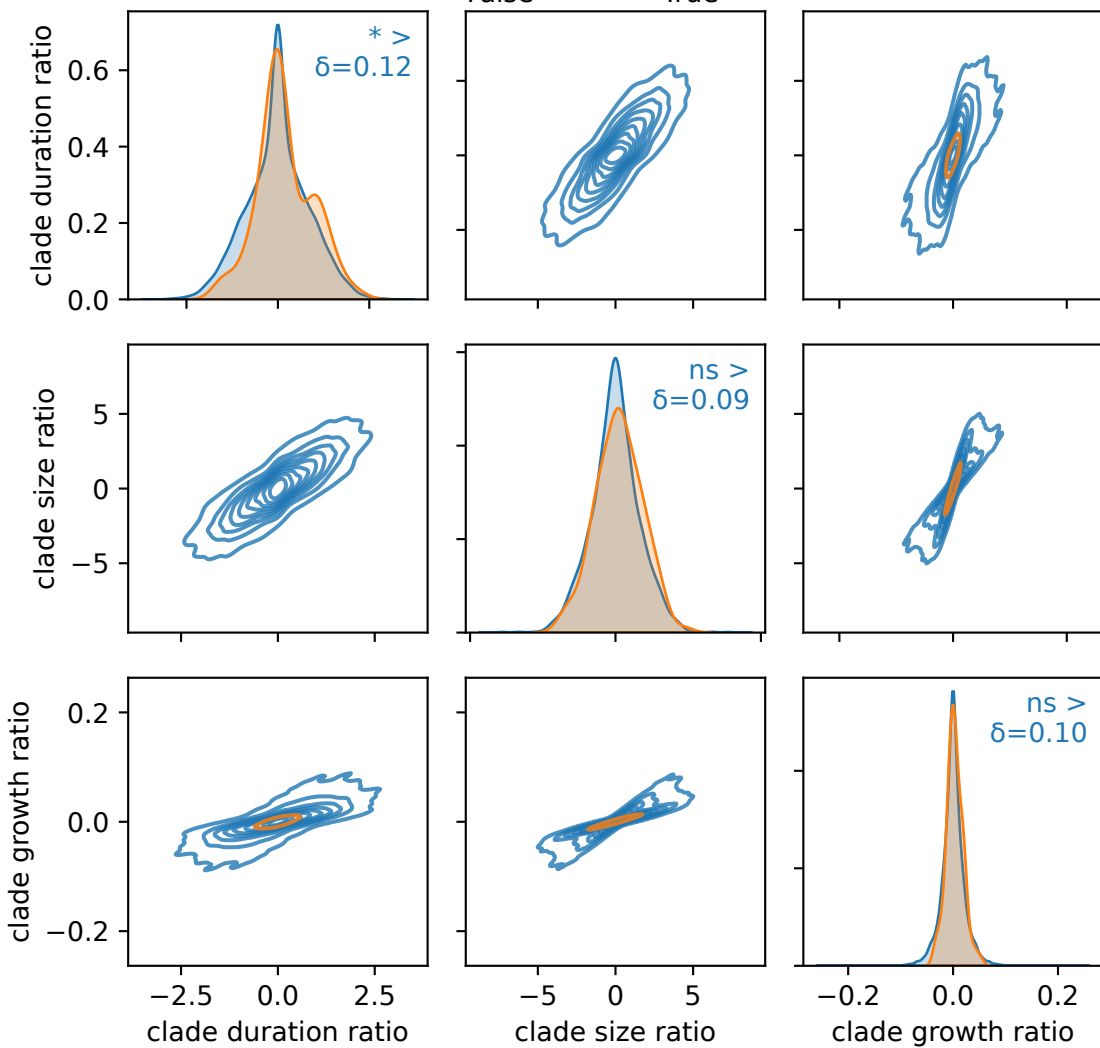 clade duration ratio
0.6
0.4
0.2
0.0
* >
δ=0.12
clade size ratio
5
0
−5
ns >
δ=0.09
clade growth ratio
0.2
0.0
−0.2
ns >
δ=0.10
−2.5 0.0 2.5
−5 0 5
−0.2 0.0 0.2
clade duration ratio
clade size ratio
clade growth ratio